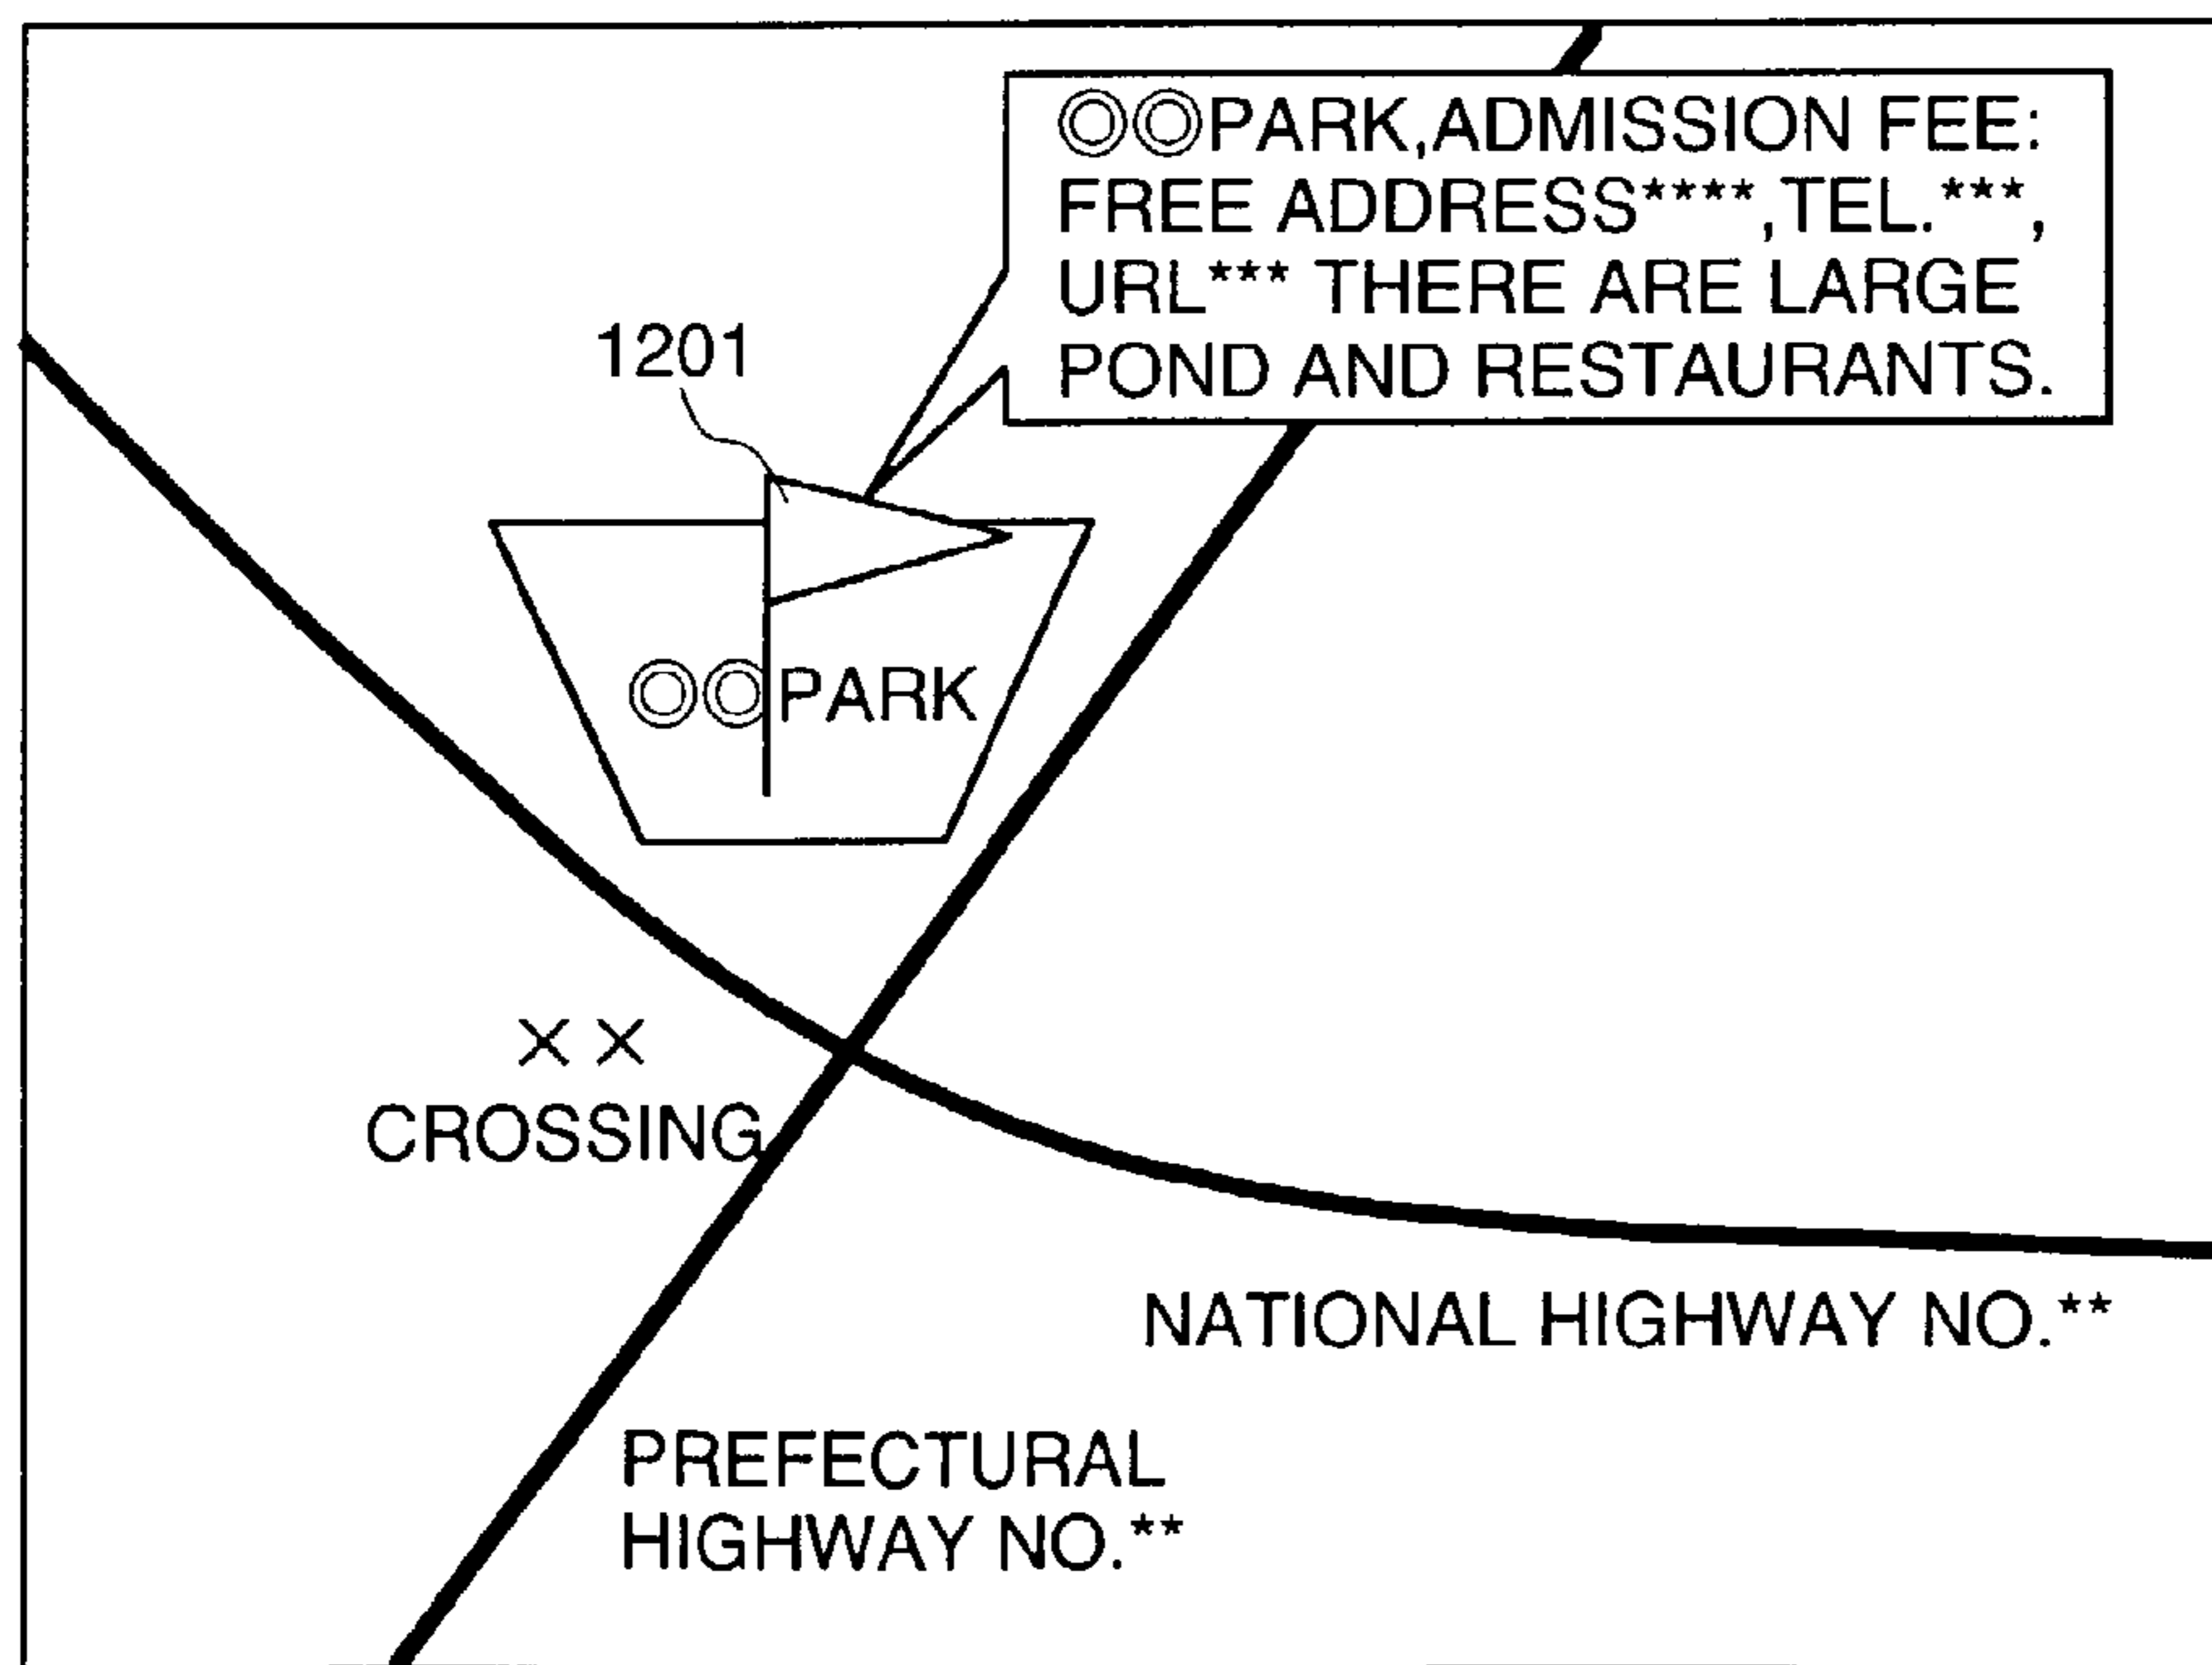 ◎◎PARK,ADMISSION FEE:
FREE ADDRESS****,TEL.***,
URL*** THERE ARE LARGE
POND AND RESTAURANTS.
1201
◎◎PARK
××
CROSSING
NATIONAL HIGHWAY NO.**
PREFECTURAL
HIGHWAY NO.**